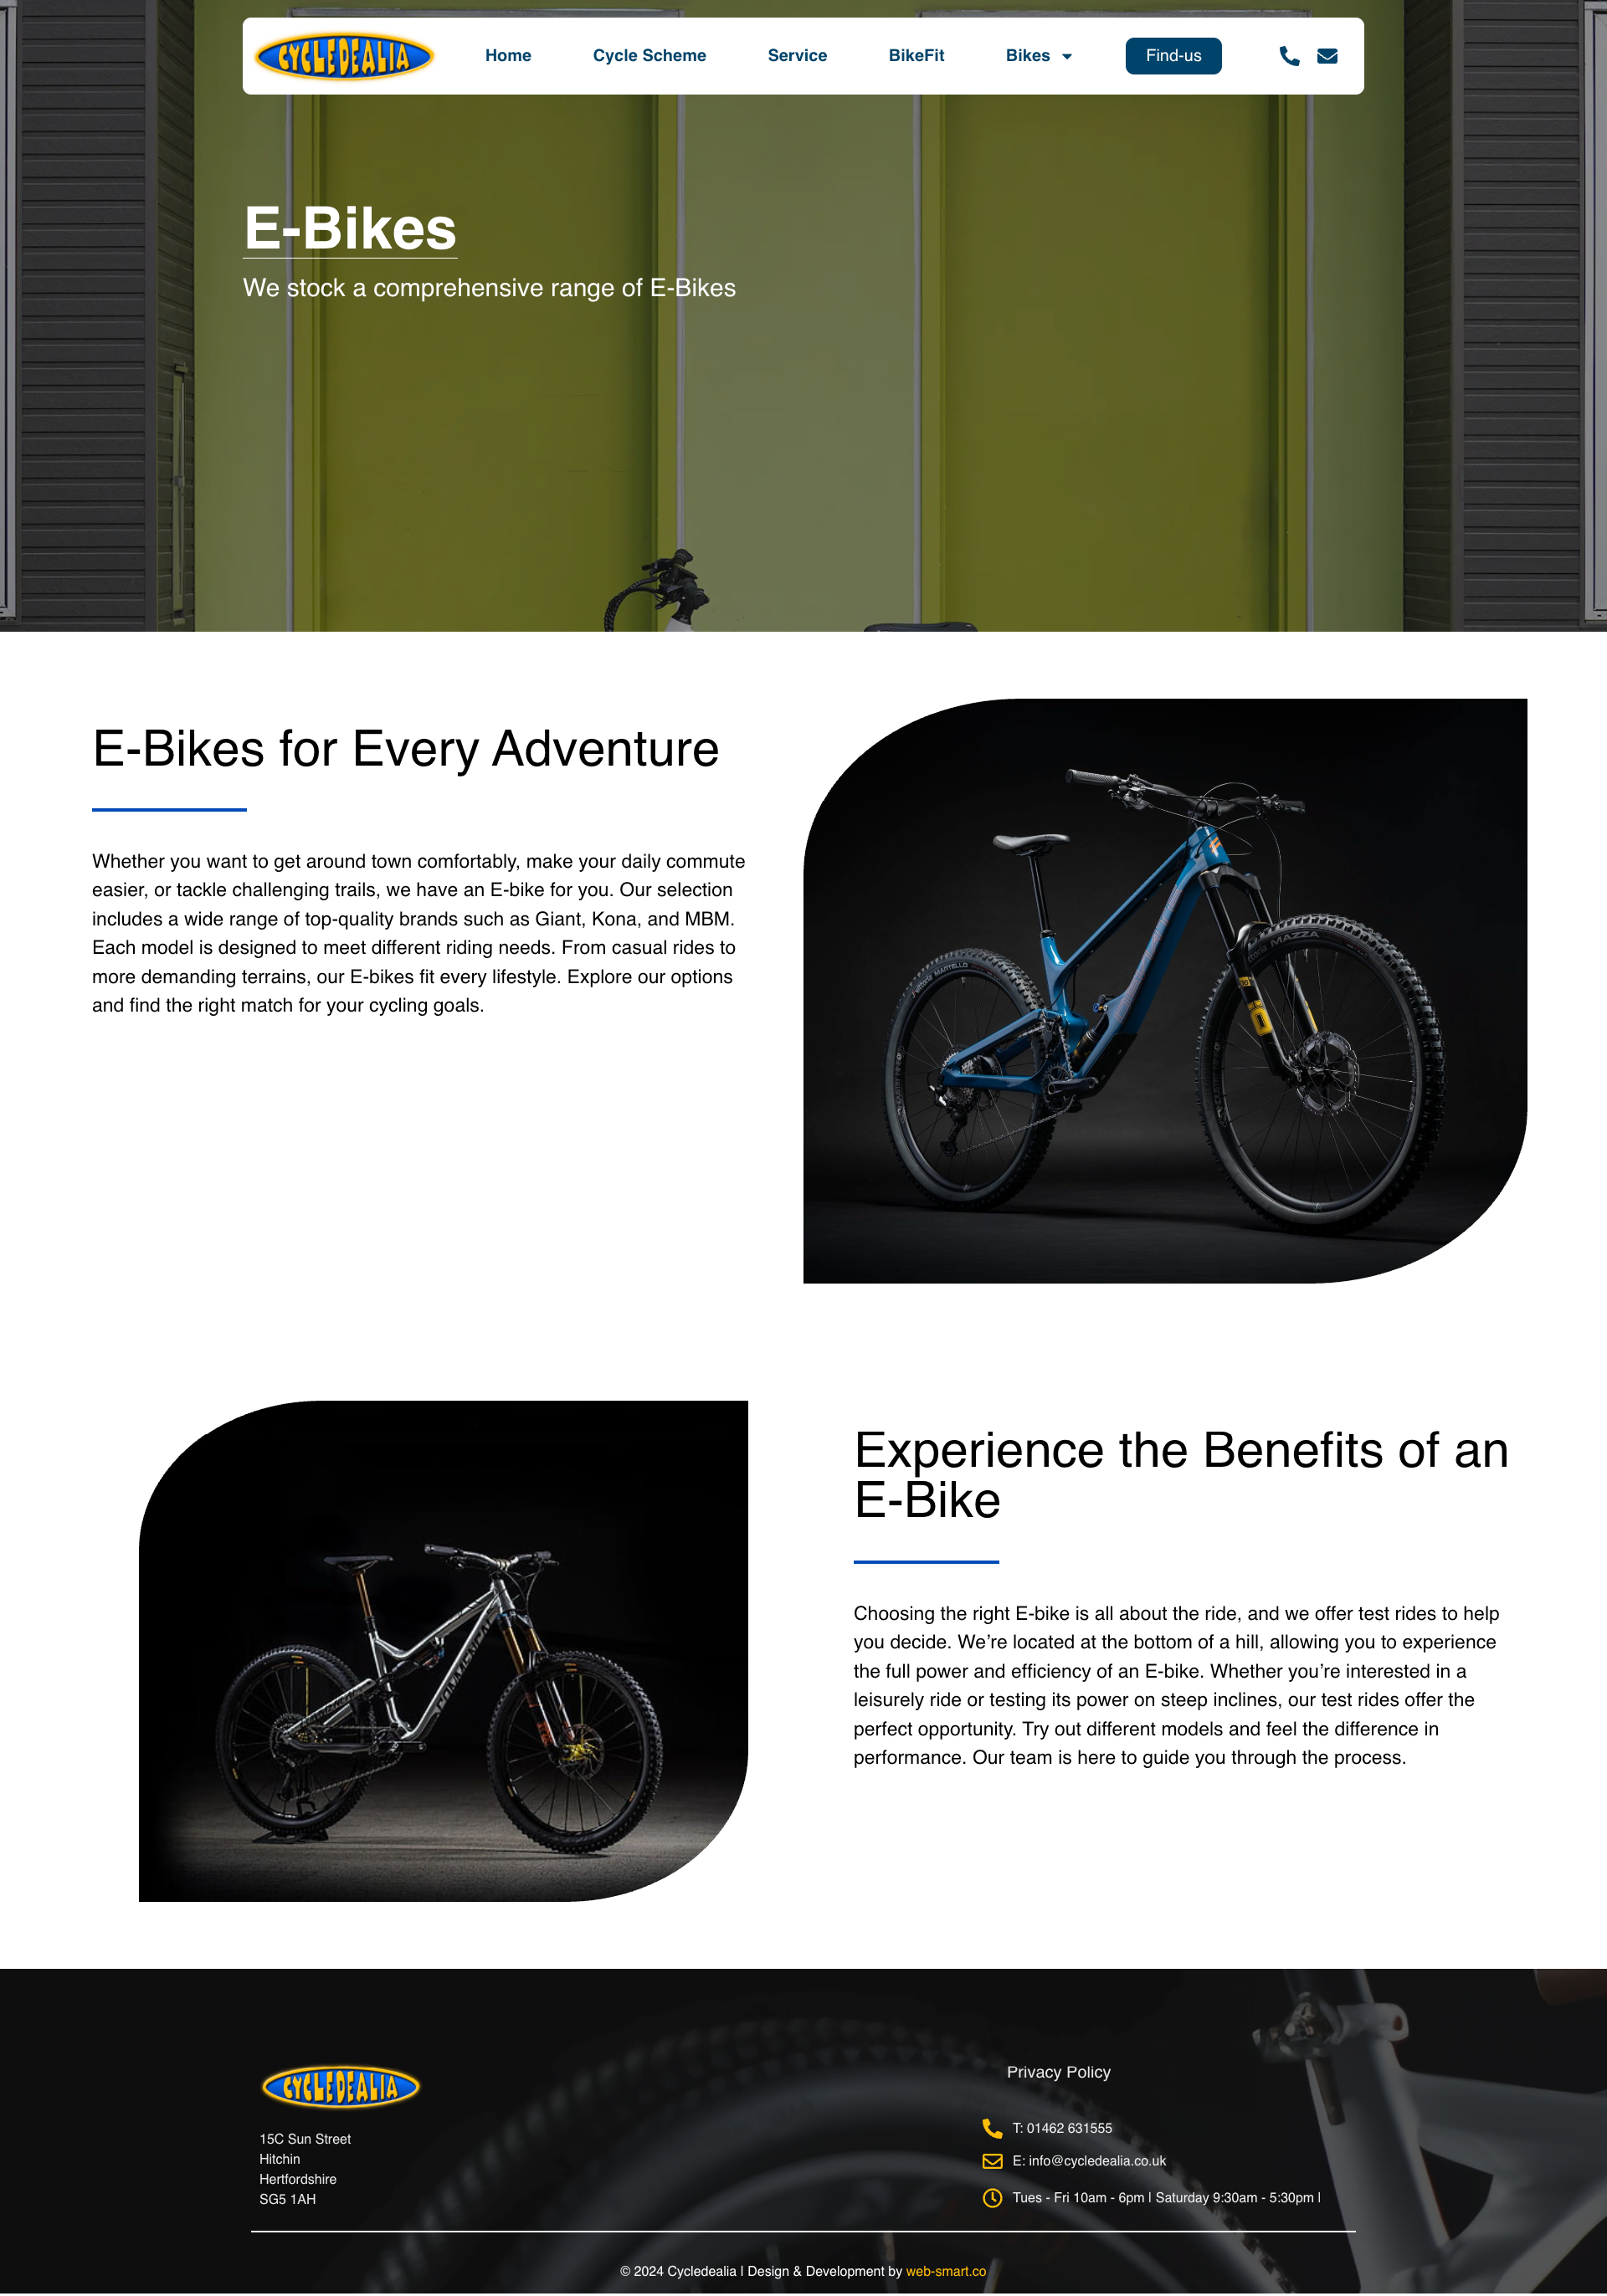 CYCLEDEALIA
Home
Cycle Scheme
Service
BikeFit
Bikes
Find-us
E-Bikes
We stock a comprehensive range of E-Bikes
E-Bikes for Every Adventure
Whether you want to get around town comfortably, make your daily commute
easier, or tackle challenging trails, we have an E-bike for you. Our selection
includes a wide range of top-quality brands such as Giant, Kona, and MBM.
Each model is designed to meet different riding needs. From casual rides to
more demanding terrains, our E-bikes fit every lifestyle. Explore our options
and find the right match for your cycling goals.
vittoria MARTELLO
vittoria MAZZA
Experience the Benefits of an
E-Bike
Choosing the right E-bike is all about the ride, and we offer test rides to help
you decide. We’re located at the bottom of a hill, allowing you to experience
the full power and efficiency of an E-bike. Whether you’re interested in a
leisurely ride or testing its power on steep inclines, our test rides offer the
perfect opportunity. Try out different models and feel the difference in
performance. Our team is here to guide you through the process.
CYCLEDEALIA
15C Sun Street
Hitchin
Hertfordshire
SG5 1AH
Privacy Policy
T: 01462 631555
E: info@cycledealia.co.uk
Tues - Fri 10am - 6pm | Saturday 9:30am - 5:30pm |
© 2024 Cycledealia | Design & Development by web-smart.co